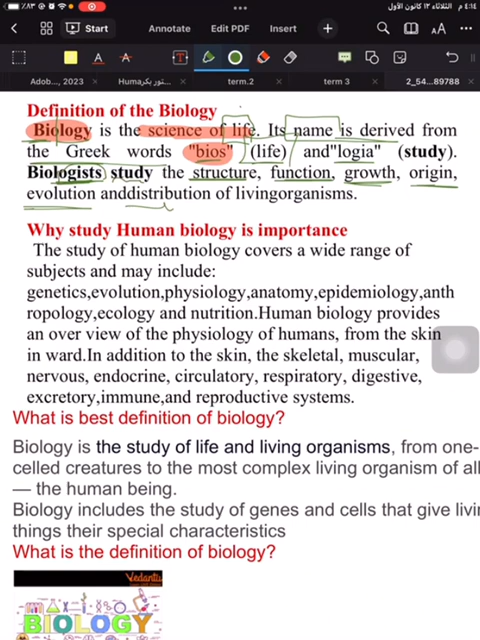 ٪٨٣ ٤:١٤ م الثلاثاء ١٢ كانون الأول
Start Annotate Edit PDF Insert
Adob..., 2023 term.2 term 3 2_54...89788
Definition of the Biology
Biology is the science of life. Its name is derived from
the Greek words "bios" (life) and"logia" (study).
Biologists study the structure, function, growth, origin,
evolution anddistribution of livingorganisms.
Why study Human biology is importance
The study of human biology covers a wide range of
subjects and may include:
genetics,evolution,physiology,anatomy,epidemiology,anth
ropology,ecology and nutrition.Human biology provides
an over view of the physiology of humans, from the skin
in ward.In addition to the skin, the skeletal, muscular,
nervous, endocrine, circulatory, respiratory, digestive,
excretory,immune,and reproductive systems.
What is best definition of biology?
Biology is the study of life and living organisms, from one-
celled creatures to the most complex living organism of all
— the human being.
Biology includes the study of genes and cells that give livi
things their special characteristics
What is the definition of biology?
Vedantu
BIOLOGY